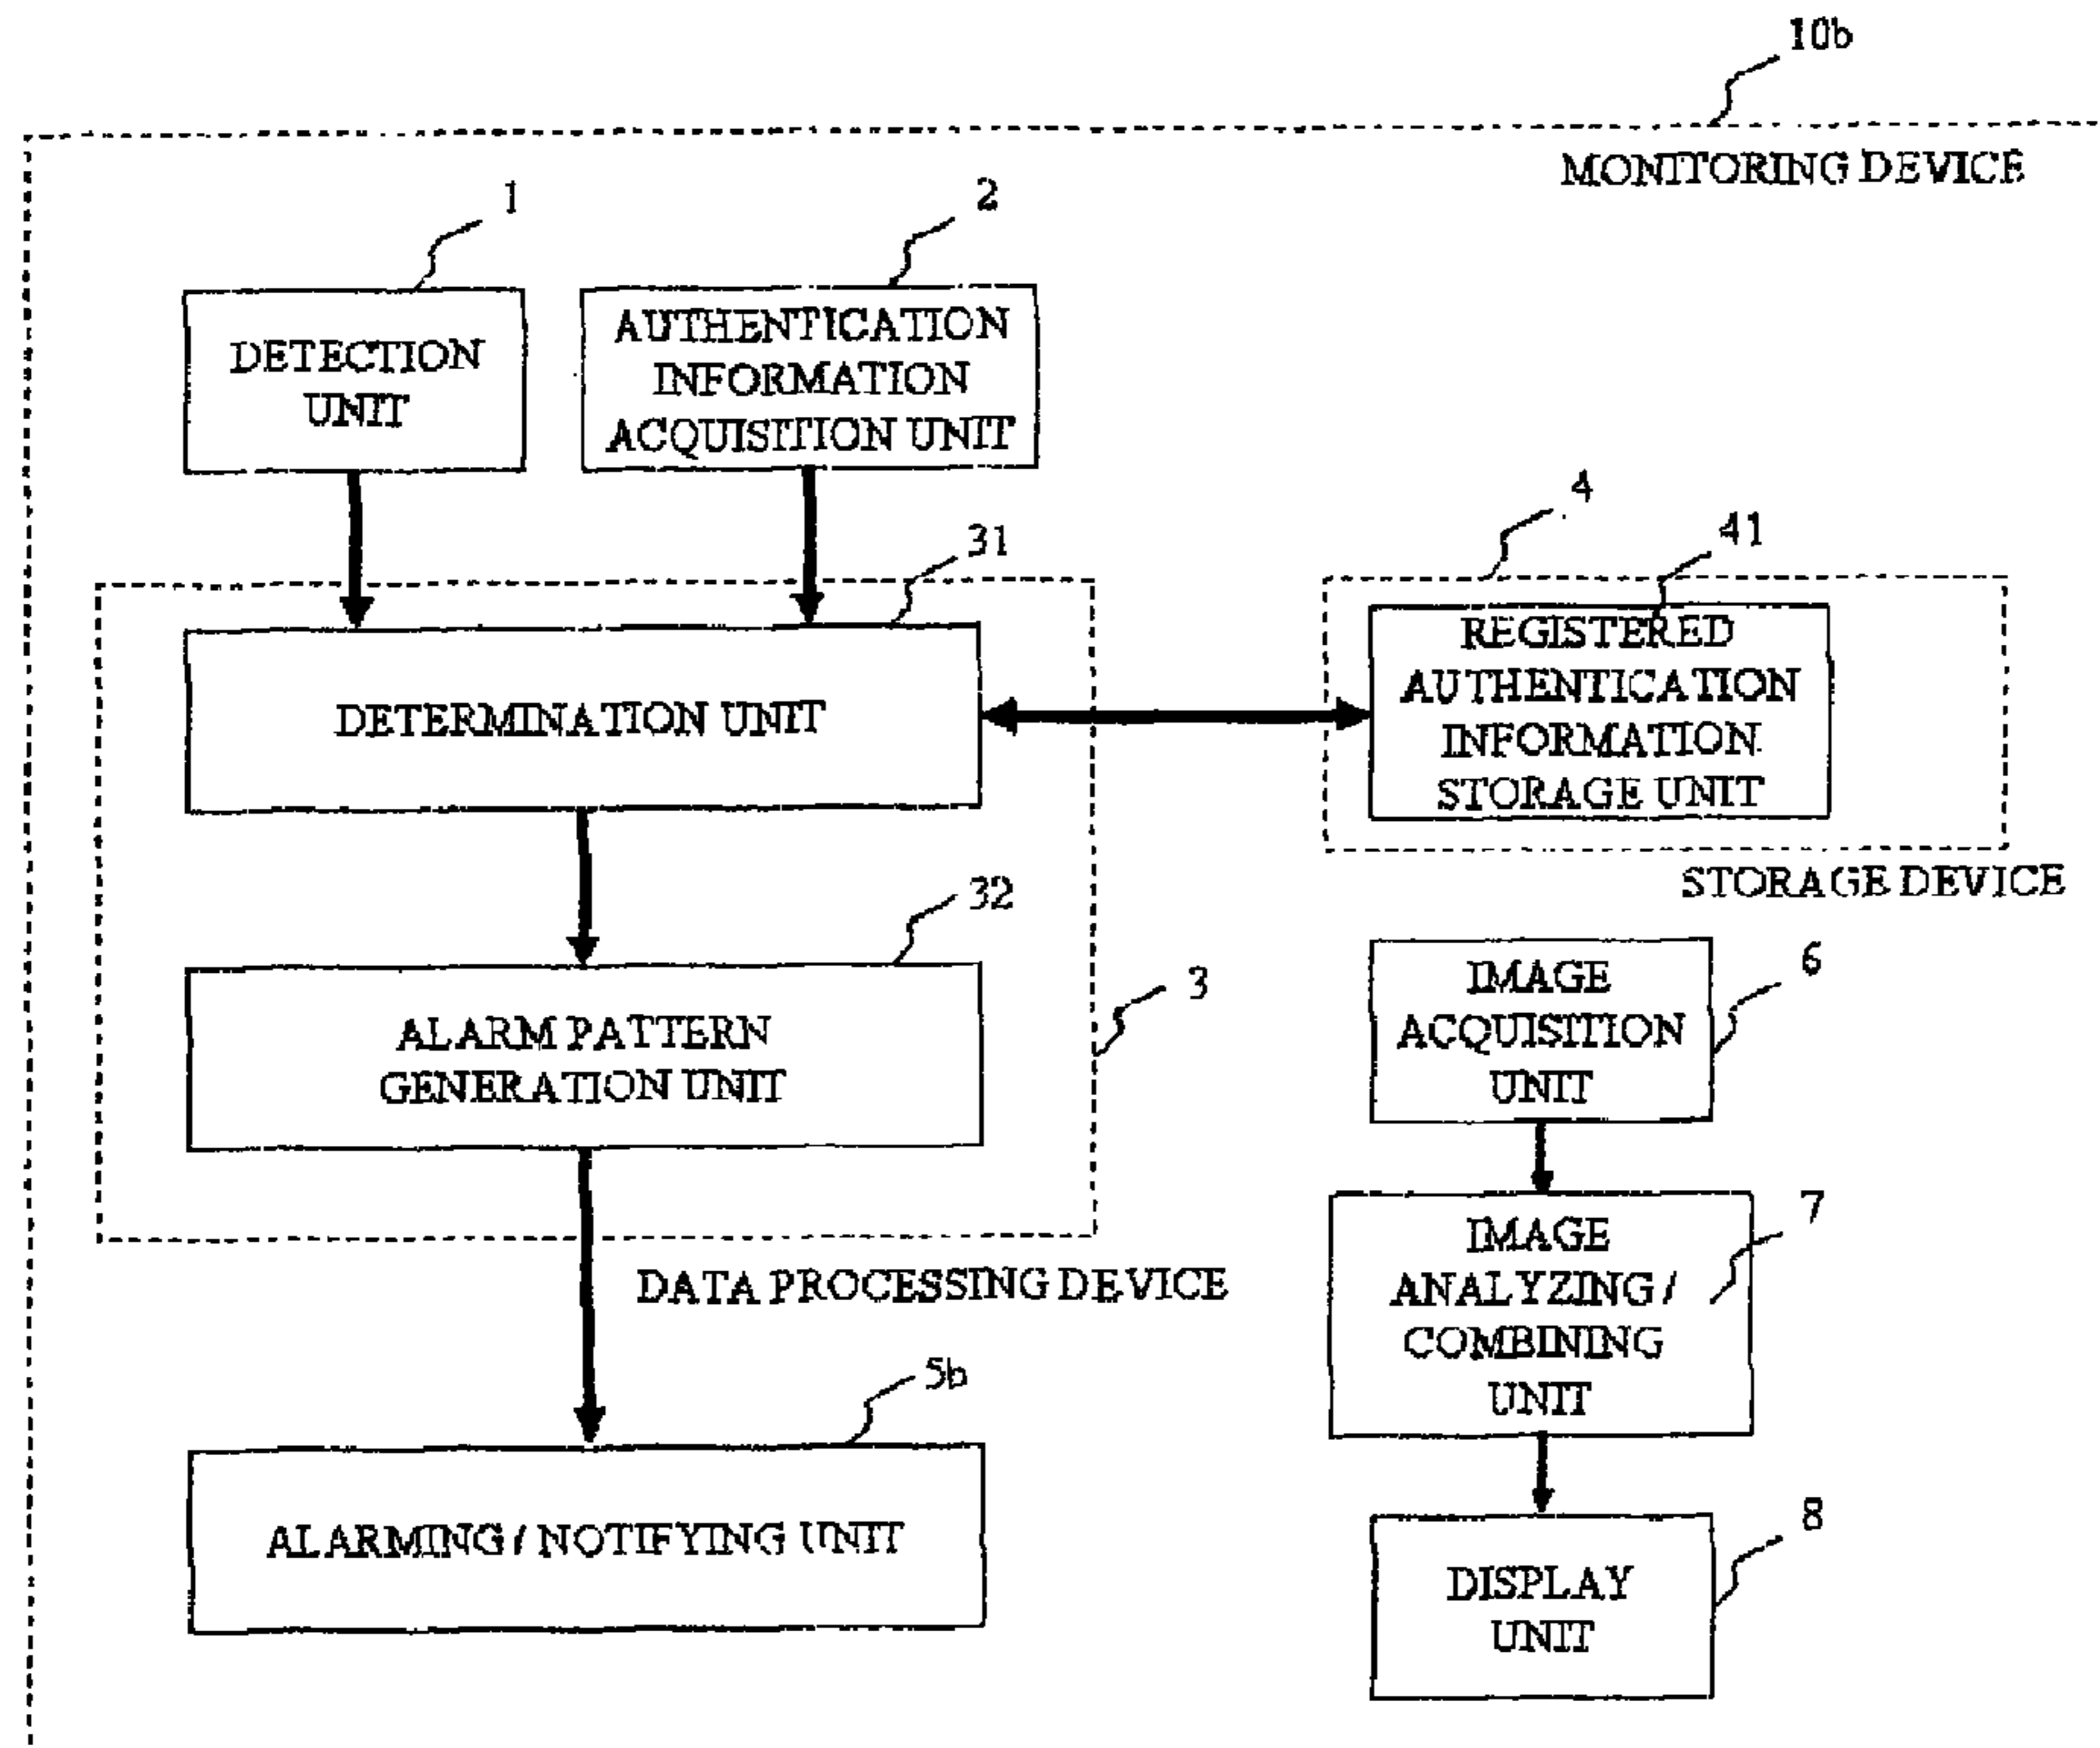 10b
MONITORING DEVICE
1
2
DETECTION
UNIT
AUTHENTICATION
INFORMATION
ACQUISITION UNIT
31
4
41
DETERMINATION UNIT
REGISTERED
AUTHENTICATION
INFORMATION
STORAGE UNIT
STORAGE DEVICE
32
ALARM PATTERN
GENERATION UNIT
3
6
IMAGE
ACQUISITION
UNIT
DATA PROCESSING DEVICE
7
IMAGE
ANALYZING /
COMBINING
UNIT
5b
ALARMING / NOTIFYING UNIT
8
DISPLAY
UNIT